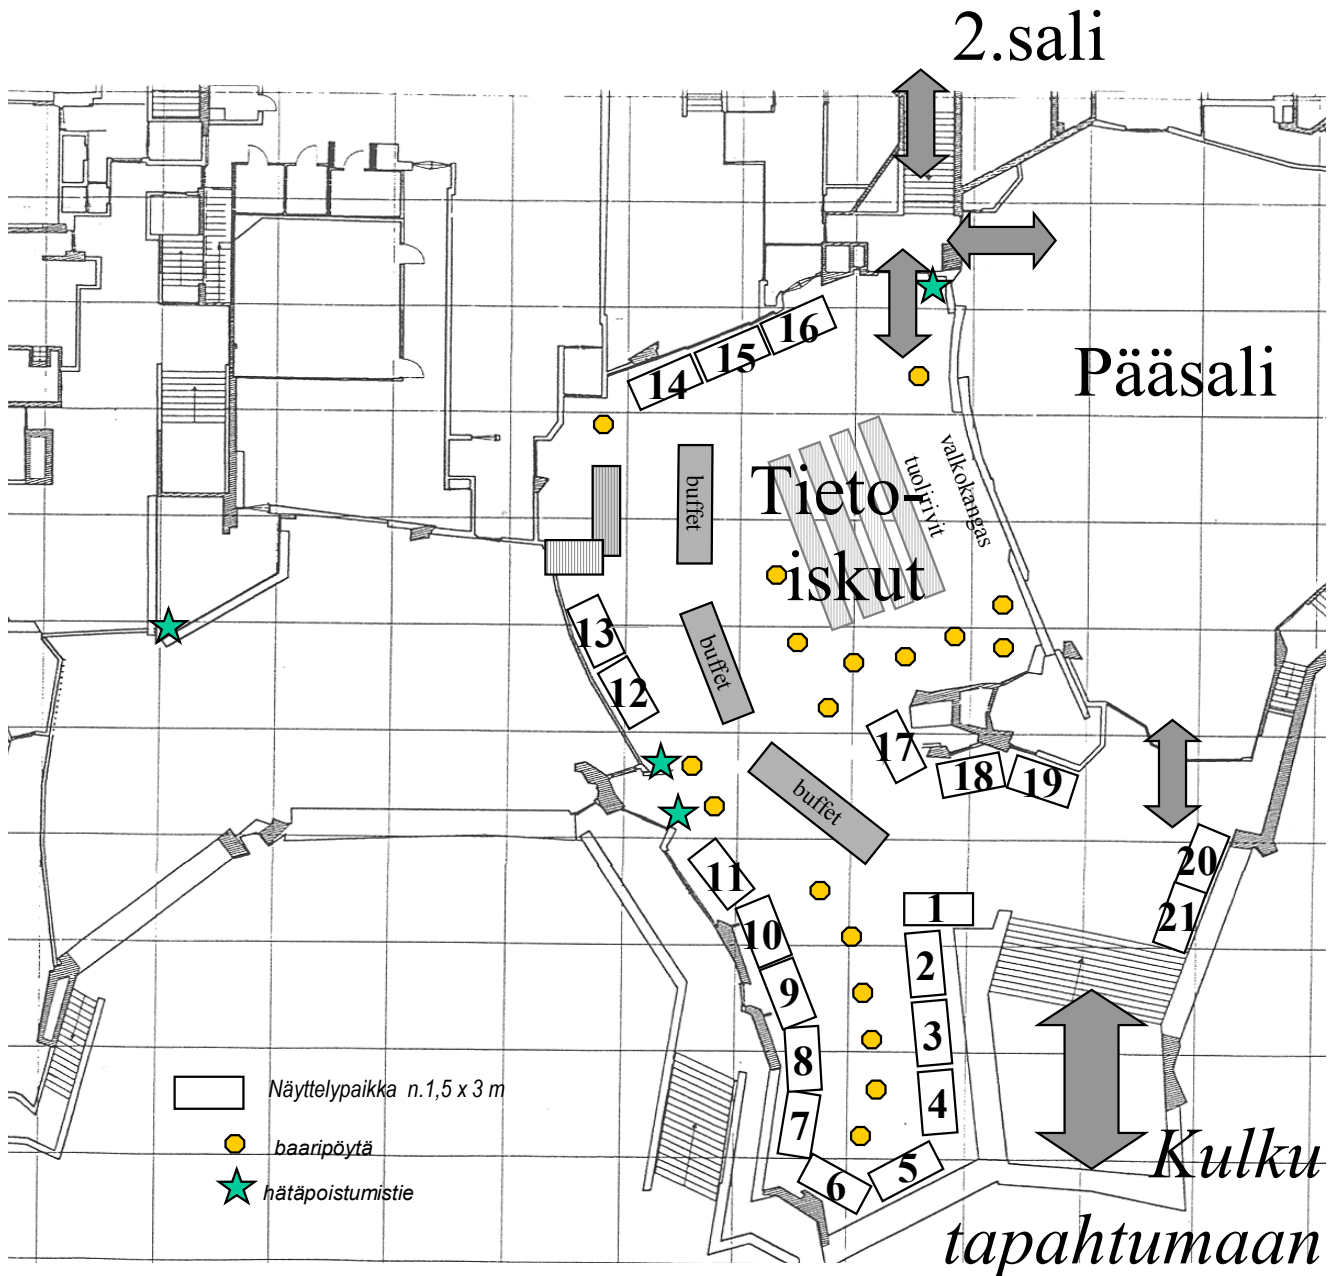 2.sali
Pääsali
16
15
14
valkokangas
tuolirivit
Tieto-
iskut
buffet
buffet
buffet
13
12
17
18
19
20
21
11
10
9
8
7
6
5
4
3
2
1
Näyttelypaikka n.1,5 x 3 m
baaripöytä
hätäpoistumistie
Kulku
tapahtumaan